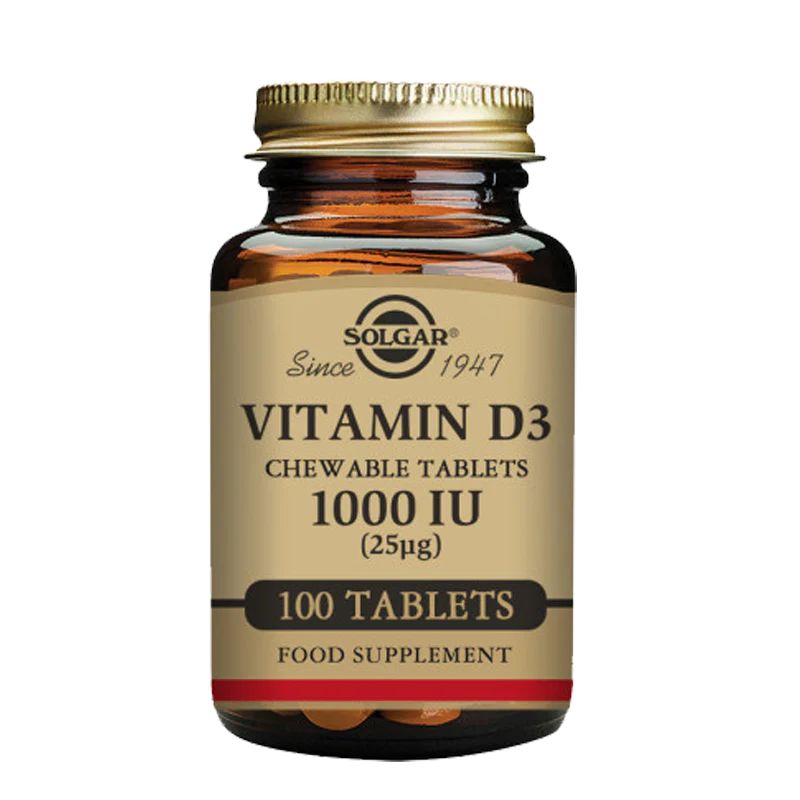 SOLGAR®
Since 1947
VITAMIN D3
CHEWABLE TABLETS
1000 IU
(25µg)
100 TABLETS
FOOD SUPPLEMENT